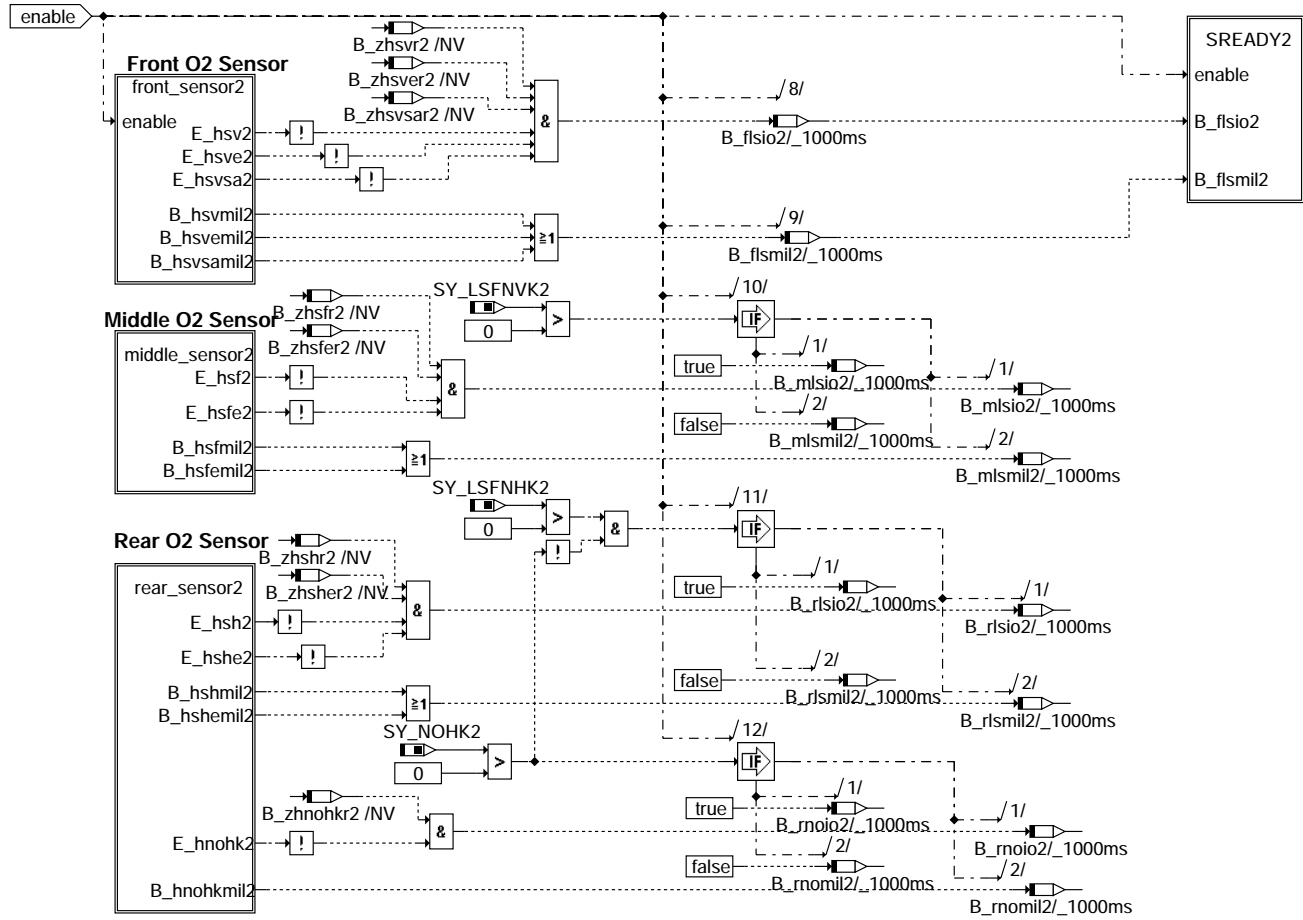 enable
B_zhsvr2 /NV
B_zhsver2 /NV
B_zhsvsar2 /NV
SREADY2
enable
B_flsio2
B_flsmil2
Front O2 Sensor
front_sensor2
enable
E_hsv2
!
E_hsve2
!
E_hsvsa2
!
&
/8/
B_flsio2/_1000ms
B_hsvmil2
B_hsvemil2
B_hsvsamil2
≧1
/9/
B_flsmil2/_1000ms
B_zhsfr2 /NV
SY_LSFNVK2
/10/
Middle O2 Sensor
B_zhsfer2 /NV
0
>
IF
middle_sensor2
E_hsf2
!
E_hsfe2
!
&
true
/1/
B_mlsio2/_1000ms
/1/
B_mlsio2/_1000ms
false
/2/
B_mlsmil2/_1000ms
/2/
B_mlsmil2/_1000ms
B_hsfmil2
B_hsfemil2
≧1
SY_LSFNHK2
0
>
!
&
/11/
IF
Rear O2 Sensor
B_zhshr2 /NV
B_zhsher2 /NV
rear_sensor2
E_hsh2
!
E_hshe2
!
&
true
/1/
B_rlsio2/_1000ms
/1/
B_rlsio2/_1000ms
B_hshmil2
B_hshemil2
≧1
false
/2/
B_rlsmil2/_1000ms
/2/
B_rlsmil2/_1000ms
SY_NOHK2
0
>
/12/
IF
B_zhnohkr2 /NV
E_hnohk2
!
&
true
/1/
B_rnoio2/_1000ms
/1/
B_rnoio2/_1000ms
B_hnohkmil2
false
/2/
B_rnomil2/_1000ms
/2/
B_rnomil2/_1000ms